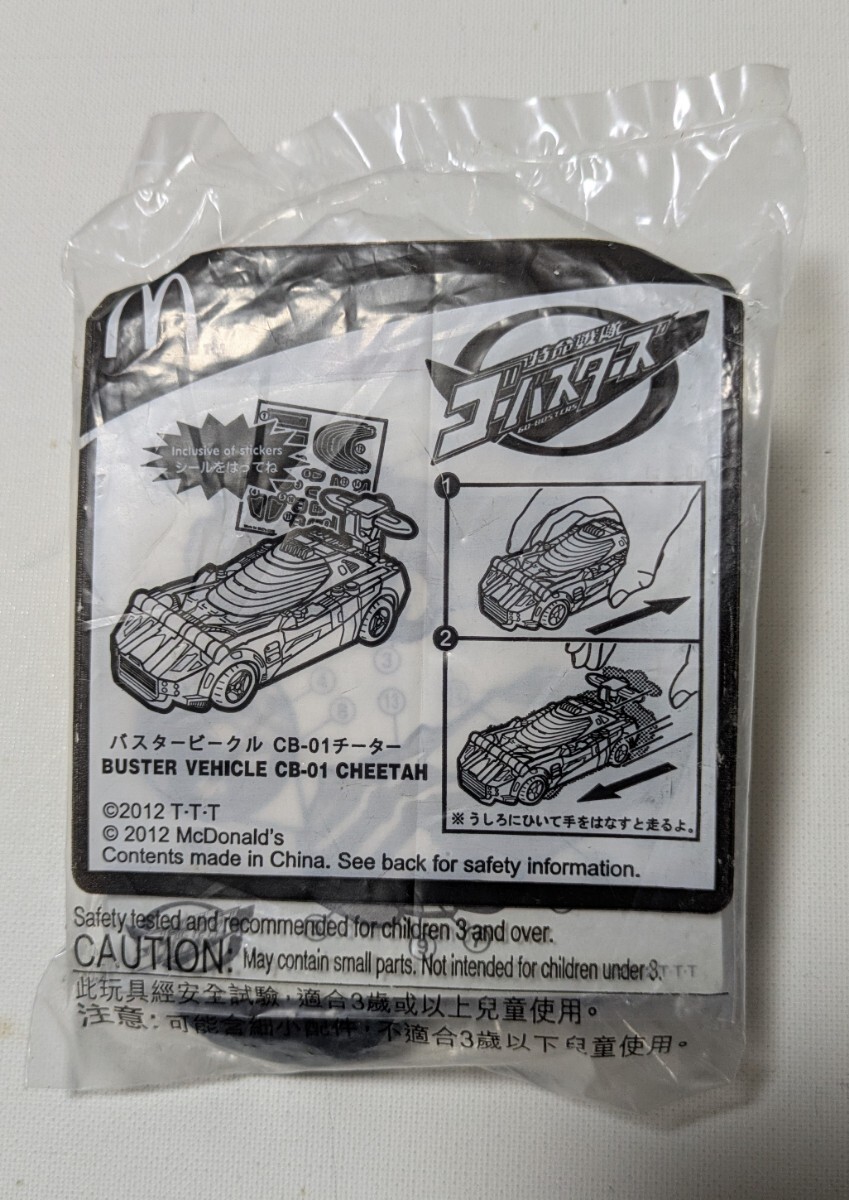 特命戦隊
ゴーバスターズ
GO-BUSTERS
Inclusive of stickers
シールをはってね
1
2
3
4
8
13
バスタービークル CB-01チーター
BUSTER VEHICLE CB-01 CHEETAH
※うしろにひいて手をはなすと走るよ。
©2012 T·T·T
© 2012 McDonald's
Contents made in China. See back for safety information.
Safety tested and recommended for children 3 and over.
CAUTION: May contain small parts. Not intended for children under 3.
此玩具經安全試驗，適合3歲或以上兒童使用。
注意：可能含細小配件，不適合3歲以下兒童使用。